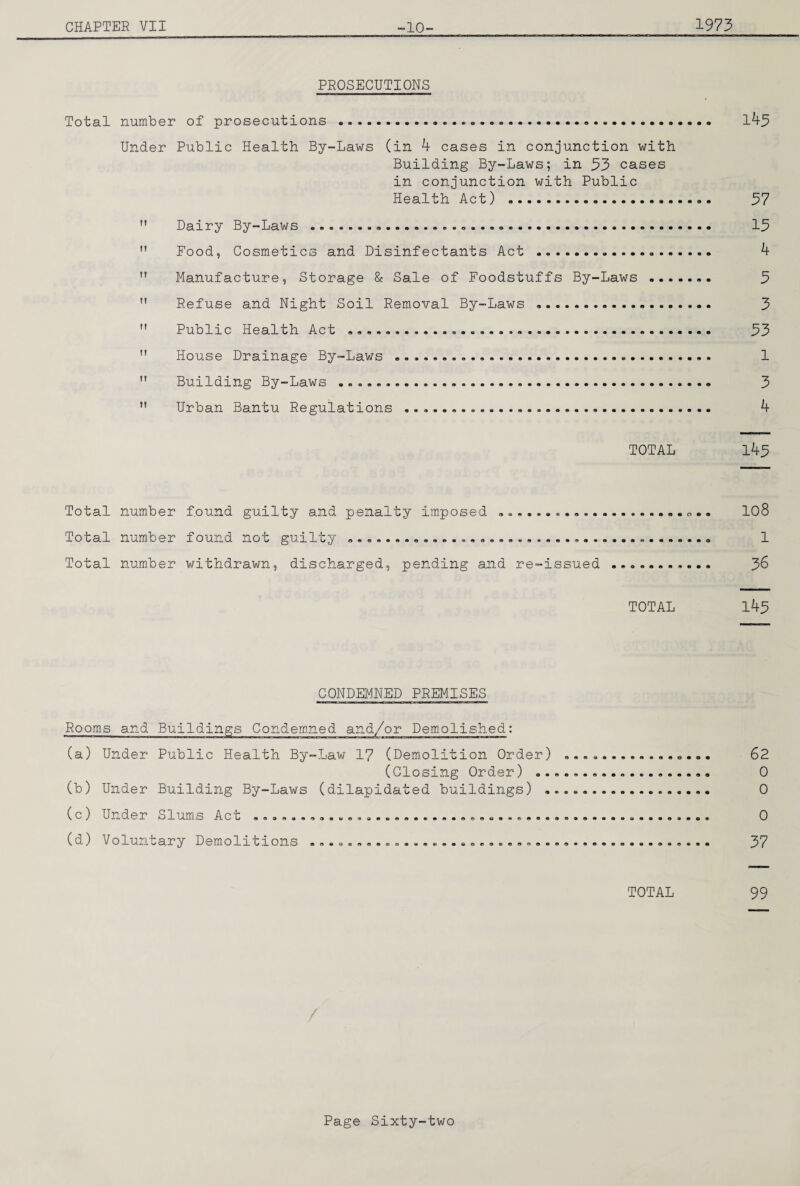 CHAPTER VII -10- 1973
PROSECUTIONS
Total number of prosecutions ........................................ 145
Under Public Health By-Laws (in 4 cases in conjunction with
Building By-Laws; in 53 cases
in conjunction with Public
Health Act) ...................... 57
" Dairy By-Laws ........................................... 15
" Food, Cosmetics and Disinfectants Act ................... 4
" Manufacture, Storage & Sale of Foodstuffs By-Laws ....... 5
" Refuse and Night Soil Removal By-Laws ................... 3
" Public Health Act ....................................... 53
" House Drainage By-Laws .................................. 1
" Building By-Laws ........................................ 3
" Urban Bantu Regulations ................................. 4
TOTAL 145
Total number found guilty and penalty imposed ....................... 108
Total number found not guilty ....................................... 1
Total number withdrawn, discharged, pending and re-issued ........... 36
TOTAL 145
CONDEMNED PREMISES
Rooms and Buildings Condemned and/or Demolished:
(a) Under Public Health By-Law 17 (Demolition Order) ................ 62
(Closing Order) ................... 0
(b) Under Building By-Laws (dilapidated buildings) .................. 0
(c) Under Slums Act ................................................. 0
(d) Voluntary Demolitions ........................................... 37
TOTAL 99
Page Sixty-two